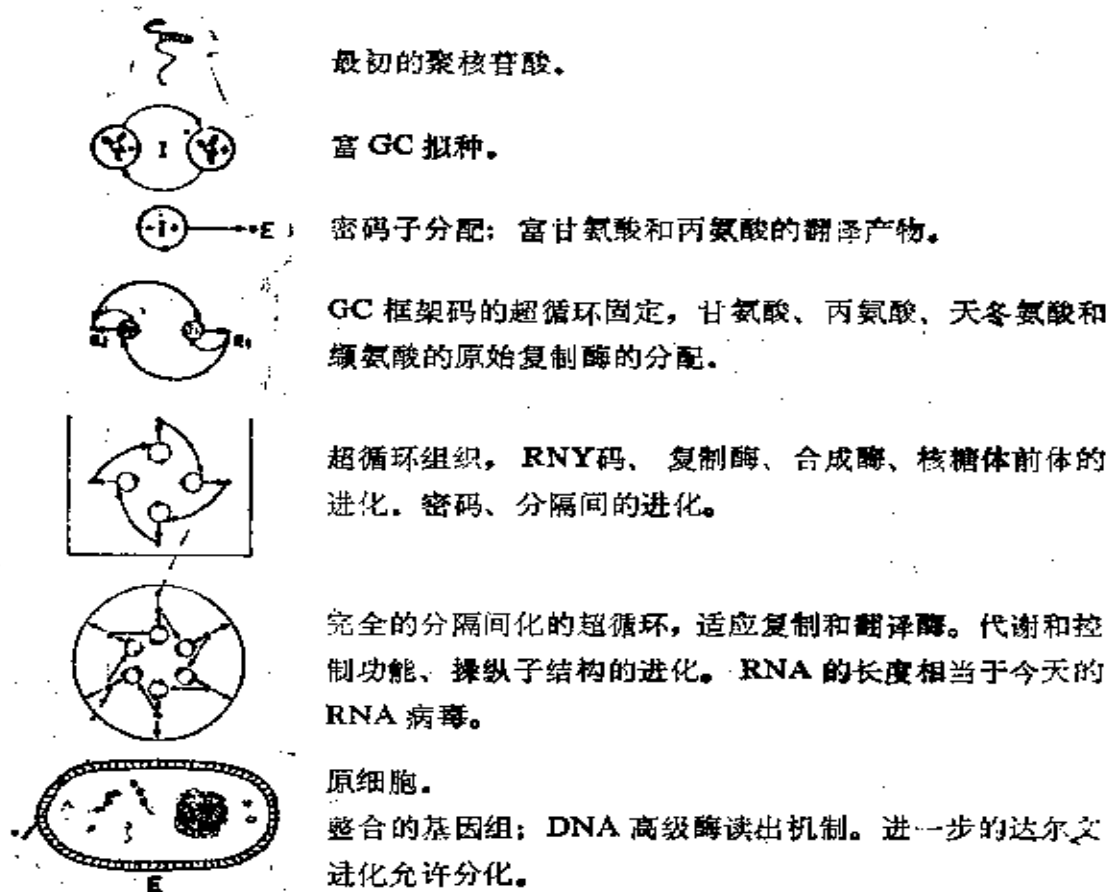 最初的聚核苷酸。
I
富 GC 拟种。
I
E
密码子分配；富甘氨酸和丙氨酸的翻译产物。
GC 框架码的超循环固定，甘氨酸、丙氨酸、天冬氨酸和
缬氨酸的原始复制酶的分配。
超循环组织，RNY码、复制酶、合成酶、核糖体前体的
进化．密码、分隔间的进化。
完全的分隔间化的超循环，适应复制和翻译酶。代谢和控
制功能、操纵子结构的进化。RNA 的长度相当于今天的
RNA 病毒。
原细胞。
整合的基因组；DNA 高级酶读出机制。进一步的达尔文
进化允许分化。
E